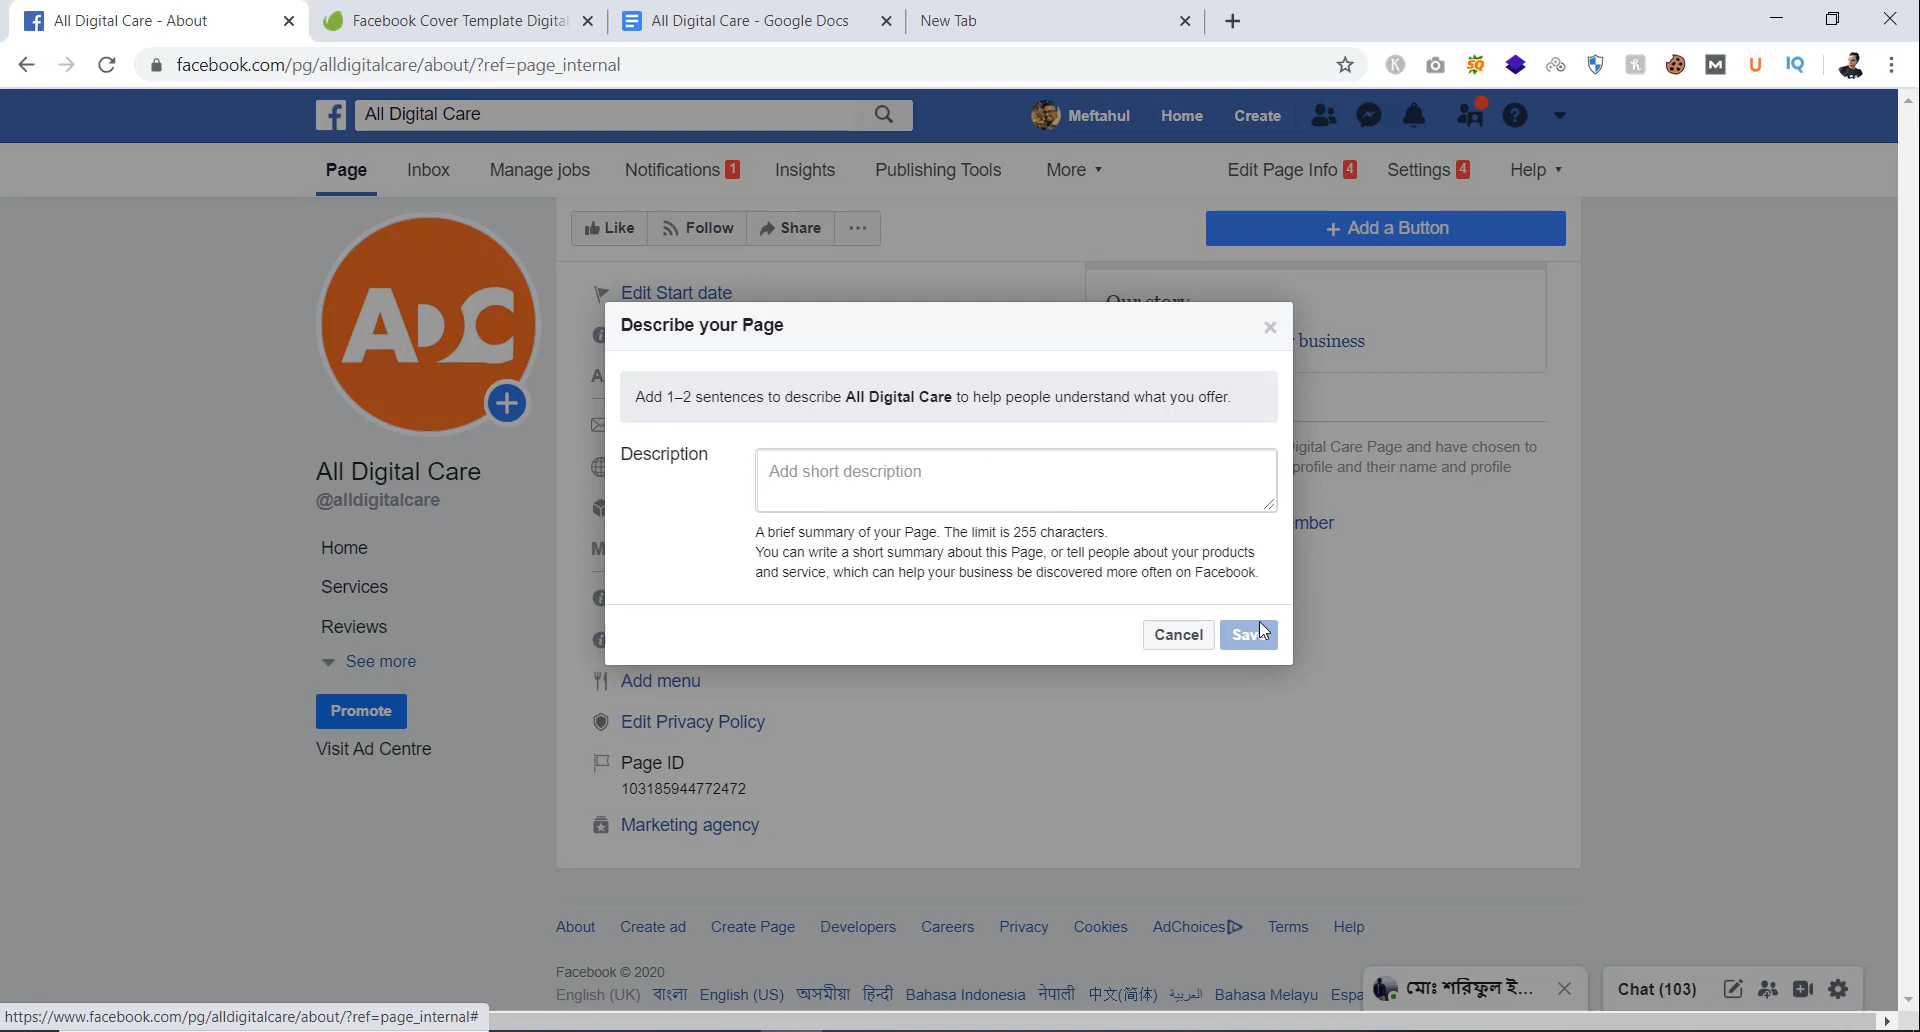 All Digital Care - About
Facebook Cover Template Digital
All Digital Care - Google Docs
New Tab
facebook.com/pg/alldigitalcare/about/?ref=page_internal
All Digital Care
Meftahul
Home
Create
Page
Inbox
Manage jobs
Notifications 1
Insights
Publishing Tools
More
Edit Page Info 4
Settings 4
Help
ADC
All Digital Care
@alldigitalcare
Home
Services
Reviews
See more
Promote
Visit Ad Centre
Like
Follow
Share
+ Add a Button
Edit Start date
Our story
business
Describe your Page
Add 1–2 sentences to describe All Digital Care to help people understand what you offer.
Description
Add short description
A brief summary of your Page. The limit is 255 characters.
You can write a short summary about this Page, or tell people about your products
and service, which can help your business be discovered more often on Facebook.
Cancel
igital Care Page and have chosen to
profile and their name and profile
mber
Add menu
Edit Privacy Policy
Page ID
103185944772472
Marketing agency
About Create ad Create Page Developers Careers Privacy Cookies AdChoices Terms Help
Facebook © 2020
English (UK) বাংলা English (US) অসমীয়া हिन्दी Bahasa Indonesia नेपाली 中文(简体) العربية Bahasa Melayu Espa
মোঃ শরিফুল ই...
Chat (103)
https://www.facebook.com/pg/alldigitalcare/about/?ref=page_internal#